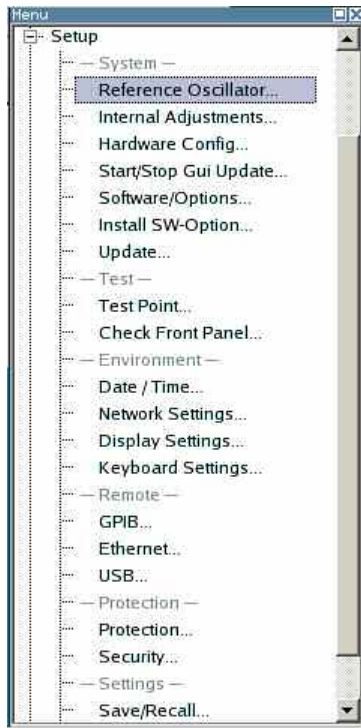 Menu
Setup
— System —
Reference Oscillator...
Internal Adjustments...
Hardware Config...
Start/Stop Gui Update...
Software/Options...
Install SW-Option...
Update...
— Test —
Test Point...
Check Front Panel...
— Environment —
Date / Time...
Network Settings...
Display Settings...
Keyboard Settings...
— Remote —
GPIB...
Ethernet...
USB...
— Protection —
Protection...
Security...
— Settings —
Save/Recall...